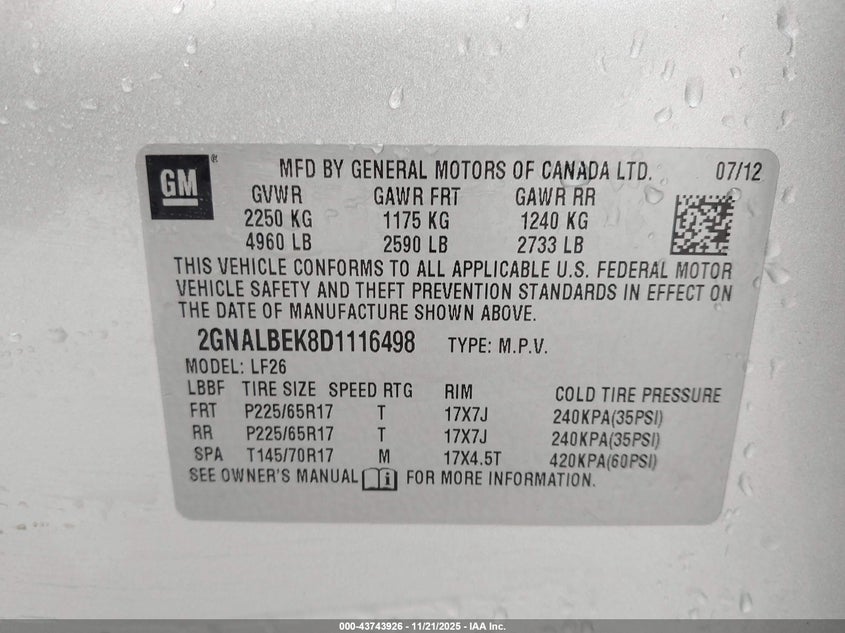 GM ® MFD BY GENERAL MOTORS OF CANADA LTD. 07/12
GVWR GAWR FRT GAWR RR
2250 KG 1175 KG 1240 KG
4960 LB 2590 LB 2733 LB
THIS VEHICLE CONFORMS TO ALL APPLICABLE U.S. FEDERAL MOTOR
VEHICLE SAFETY AND THEFT PREVENTION STANDARDS IN EFFECT ON
THE DATE OF MANUFACTURE SHOWN ABOVE.
2GNALBEK8D1116498 TYPE: M.P.V.
MODEL: LF26
LBBF TIRE SIZE SPEED RTG RIM COLD TIRE PRESSURE
FRT P225/65R17 T 17X7J 240KPA(35PSI)
RR P225/65R17 T 17X7J 240KPA(35PSI)
SPA T145/70R17 M 17X4.5T 420KPA(60PSI)
SEE OWNER'S MANUAL FOR MORE INFORMATION.
000-43743926 - 11/21/2025 - IAA Inc.